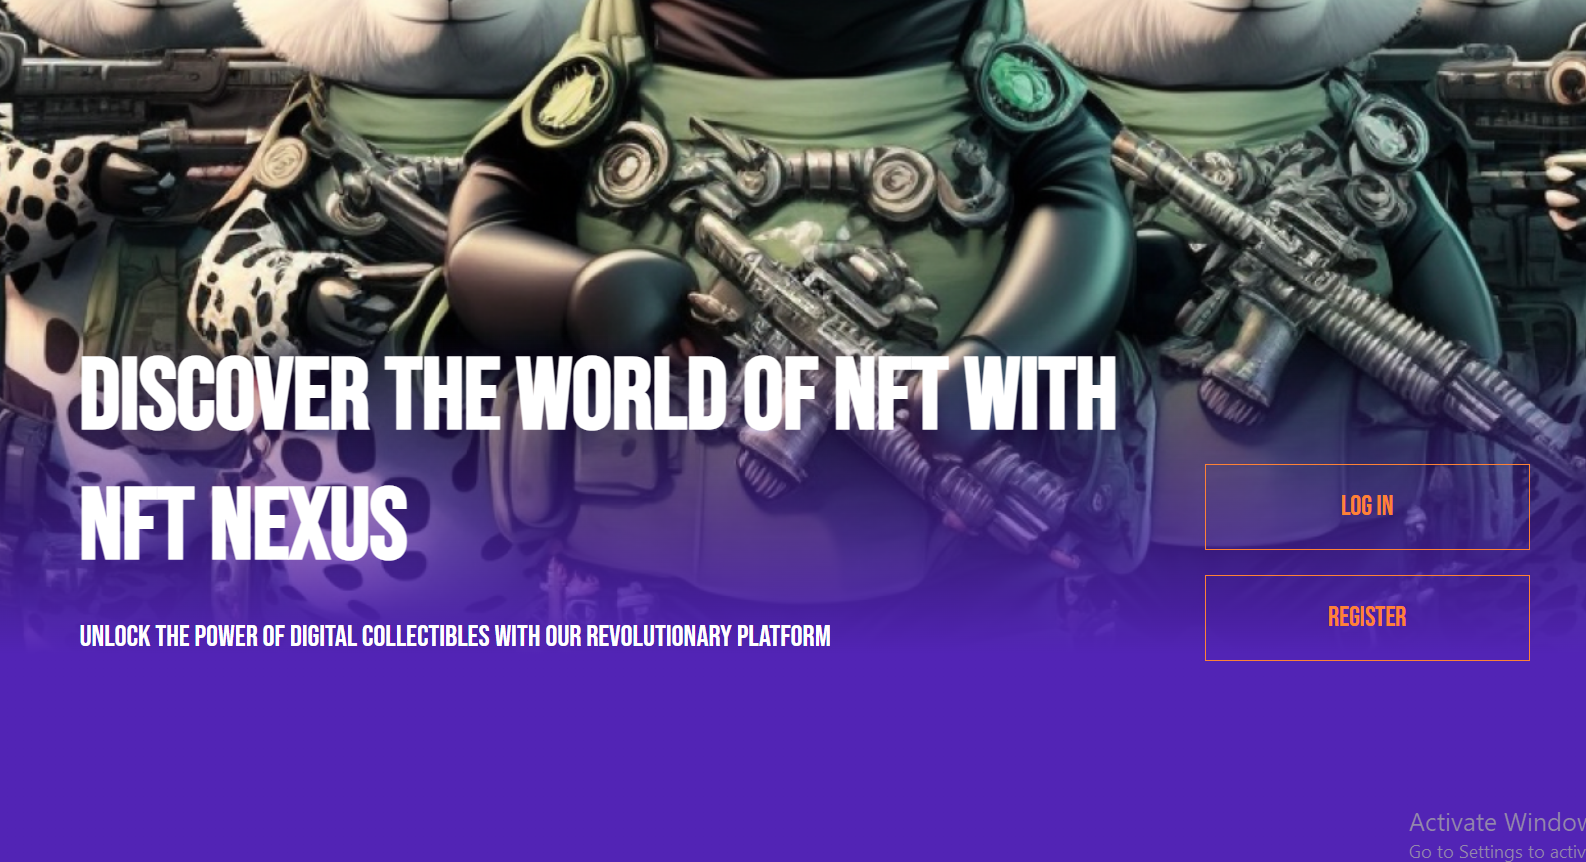 DISCOVER THE WORLD OF NFT WITH
NFT NEXUS
UNLOCK THE POWER OF DIGITAL COLLECTIBLES WITH OUR REVOLUTIONARY PLATFORM
LOG IN
REGISTER
Activate Window
Go to Settings to activ